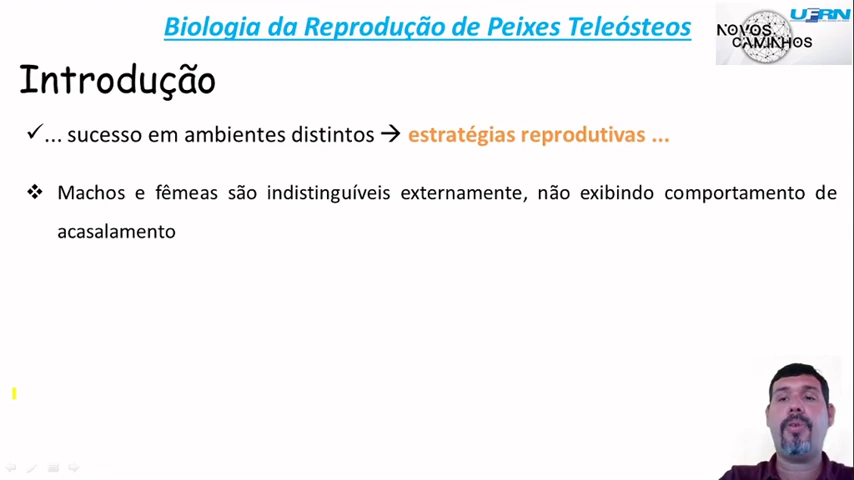 Biologia da Reprodução de Peixes Teleósteos
UFRN
NOVOS
CAMINHOS
Introdução
✓... sucesso em ambientes distintos → estratégias reprodutivas ...
❖ Machos e fêmeas são indistinguíveis externamente, não exibindo comportamento de
acasalamento